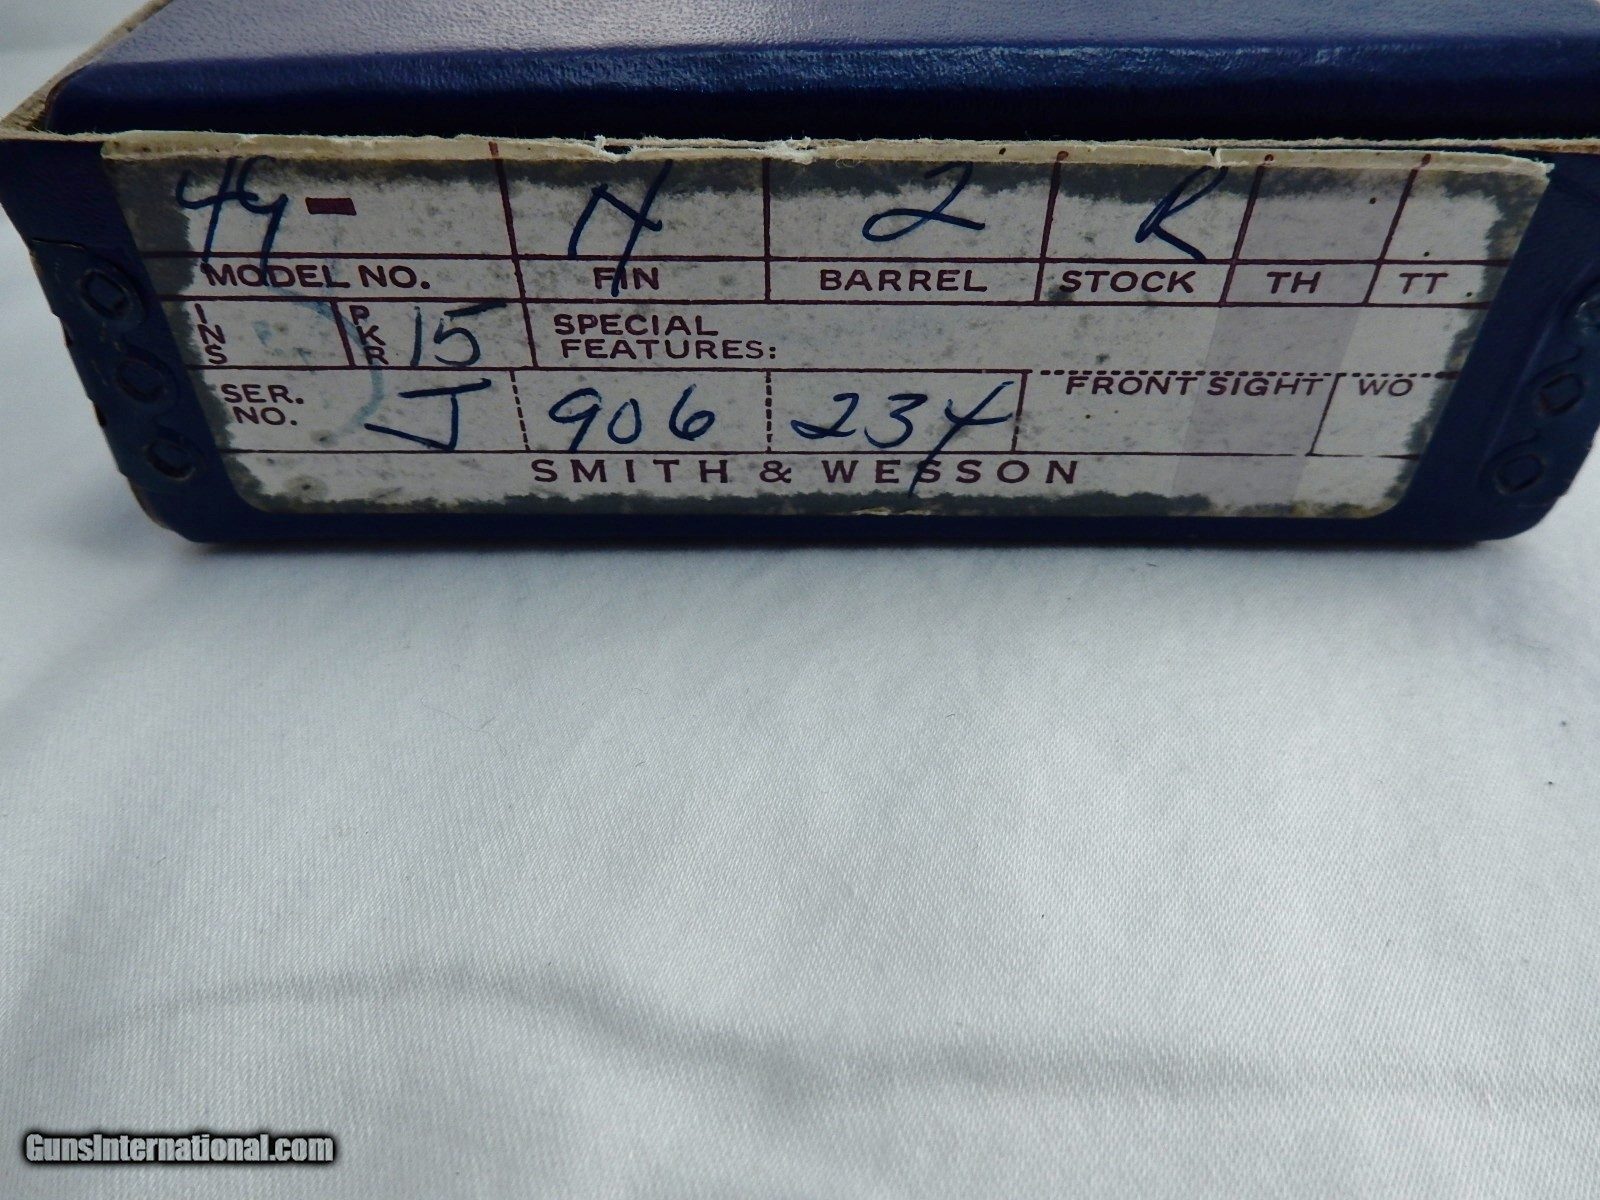 49- N 2 R
MODEL NO. FIN BARREL STOCK TH TT
INS PKR 15 SPECIAL
FEATURES:
SER. J 906 234 FRONT SIGHT WO
NO.
SMITH & WESSON
GunsInternational.com